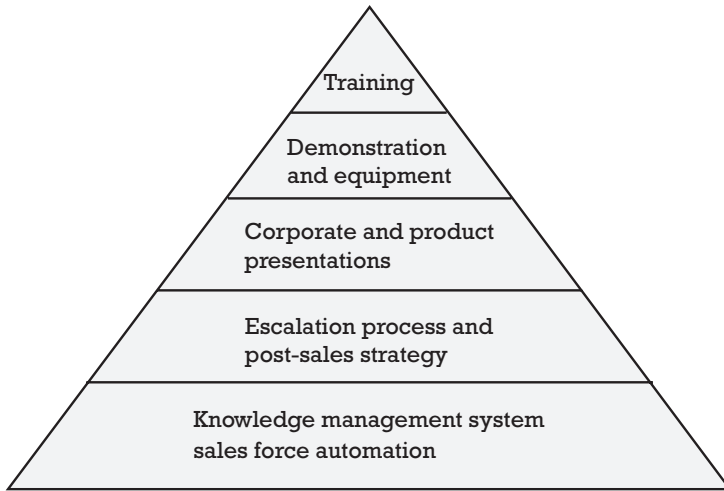 Training
Demonstration
and equipment
Corporate and product
presentations
Escalation process and
post-sales strategy
Knowledge management system
sales force automation